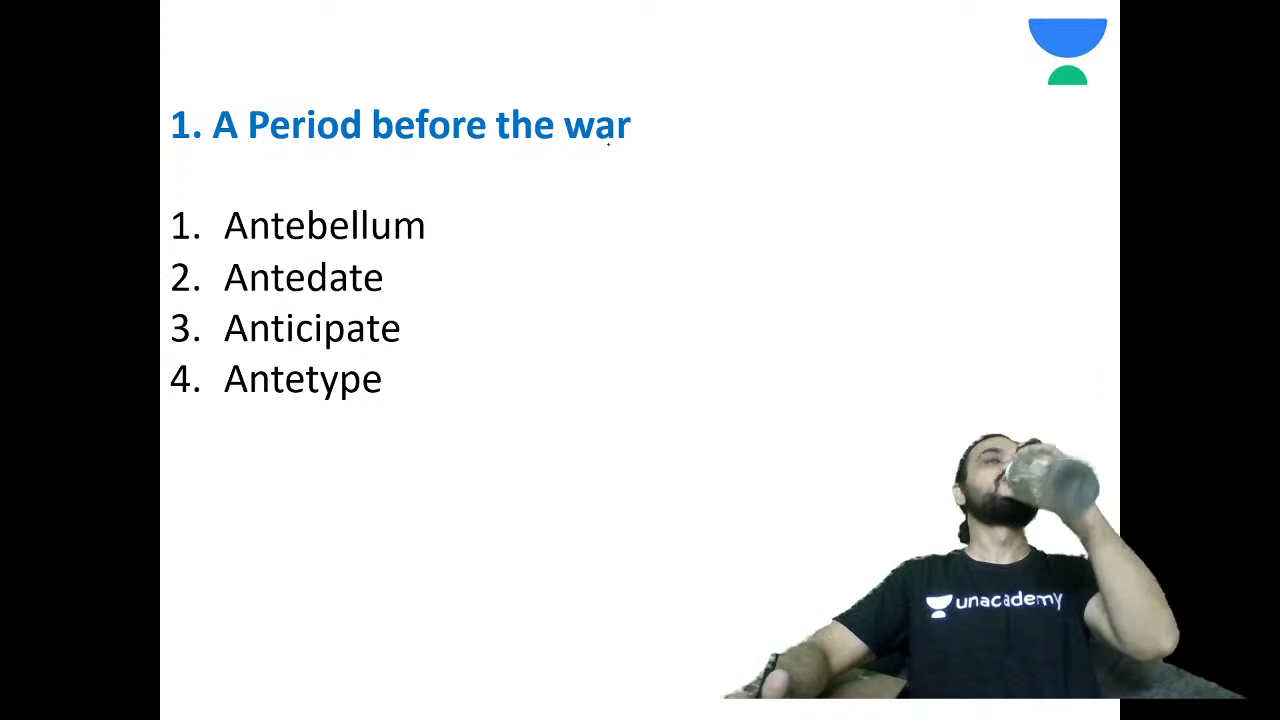 1. A Period before the war
1. Antebellum
2. Antedate
3. Anticipate
4. Antetype
unacademy